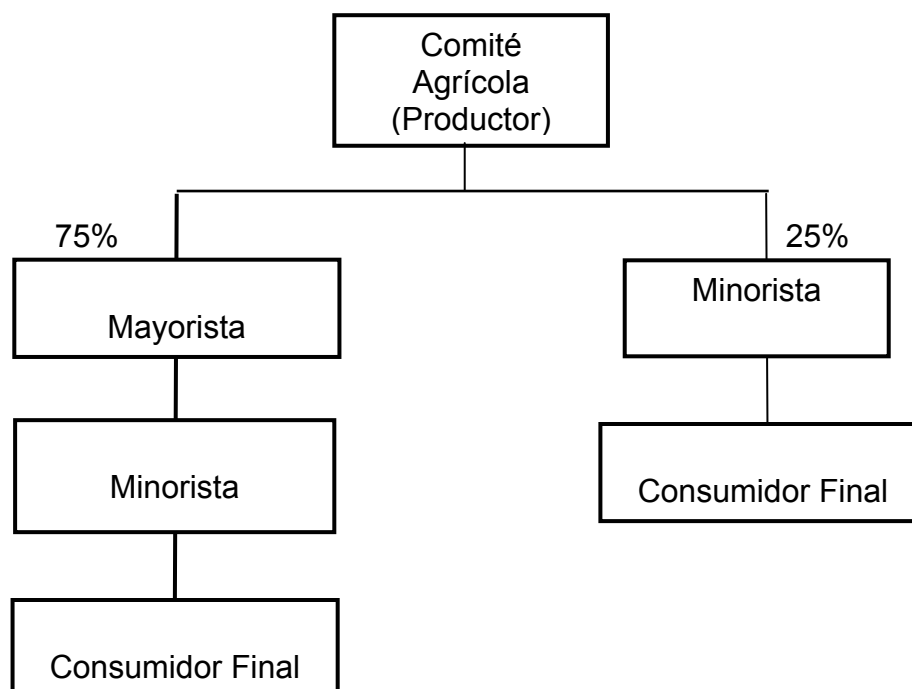 Comité
Agrícola
(Productor)
75%
25%
Mayorista
Minorista
Minorista
Consumidor Final
Consumidor Final